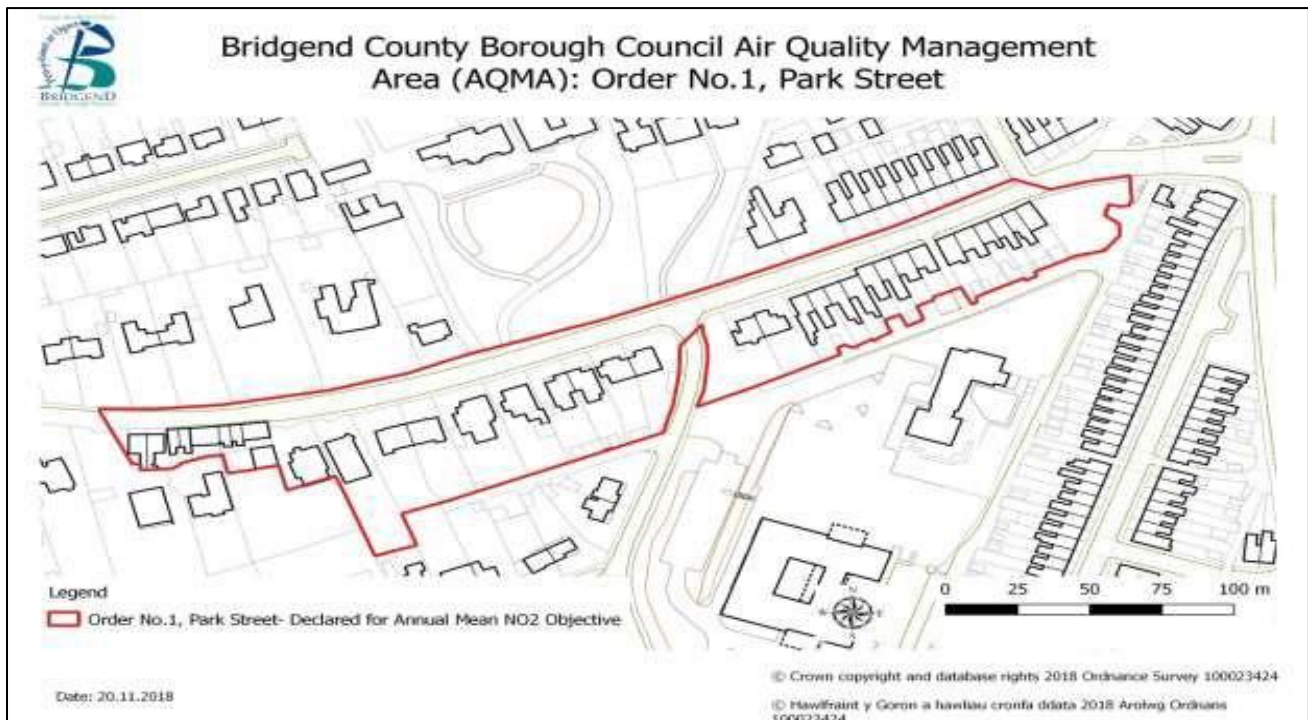 BRIDGEND
Bridgend County Borough Council Air Quality Management
Area (AQMA): Order No.1, Park Street
Legend
Order No.1, Park Street- Declared for Annual Mean NO2 Objective
0 25 50 75 100 m
N
E
S
W
Date: 20.11.2018
© Crown copyright and database rights 2018 Ordnance Survey 100023424
© Hawlfraint y Goron a hawliau cronfa ddata 2018 Arolwg Ordnans
100023424